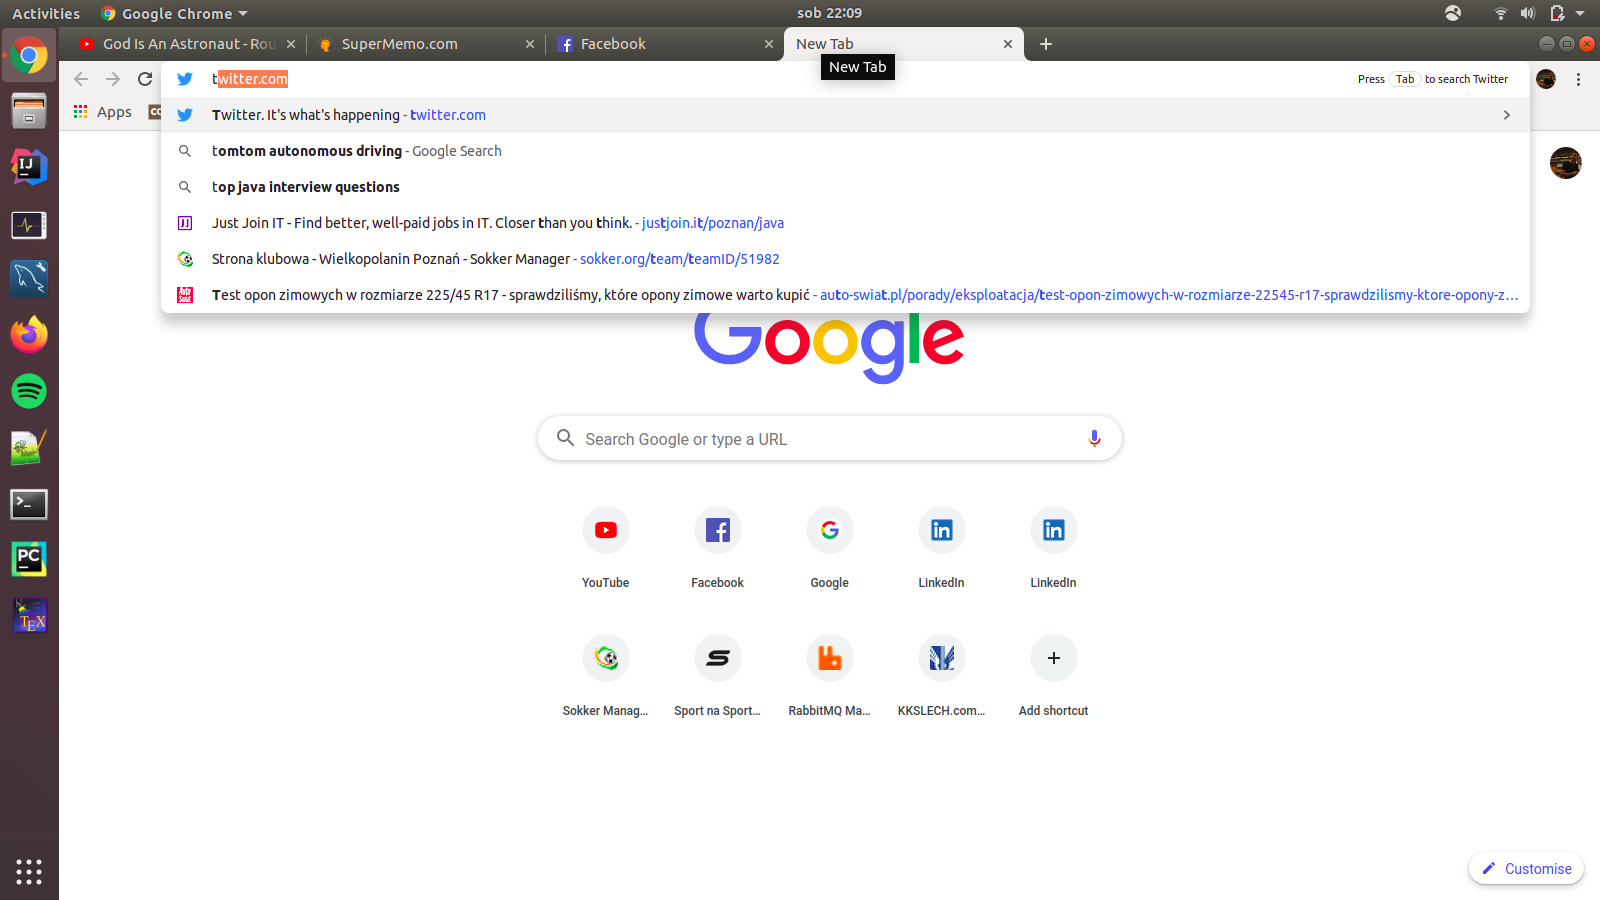 Activities
Google Chrome
sob 22:09
God Is An Astronaut - Rou
SuperMemo.com
Facebook
New Tab
New Tab
twitter.com
Press Tab to search Twitter
Apps
Twitter. It's what's happening - twitter.com
tomtom autonomous driving - Google Search
top java interview questions
Just Join IT - Find better, well-paid jobs in IT. Closer than you think. - justjoin.it/poznan/java
Strona klubowa - Wielkopolanin Poznań - Sokker Manager - sokker.org/team/teamID/51982
Test opon zimowych w rozmiarze 225/45 R17 - sprawdziliśmy, które opony zimowe warto kupić - auto-swiat.pl/porady/eksploatacja/test-opon-zimowych-w-rozmiarze-22545-r17-sprawdzilismy-ktore-opony-z...
Google
Search Google or type a URL
YouTube
Facebook
Google
LinkedIn
LinkedIn
Sokker Manag...
Sport na Sport...
RabbitMQ Ma...
KKSLECH.com...
Add shortcut
Customise
IJ
PC
TEX